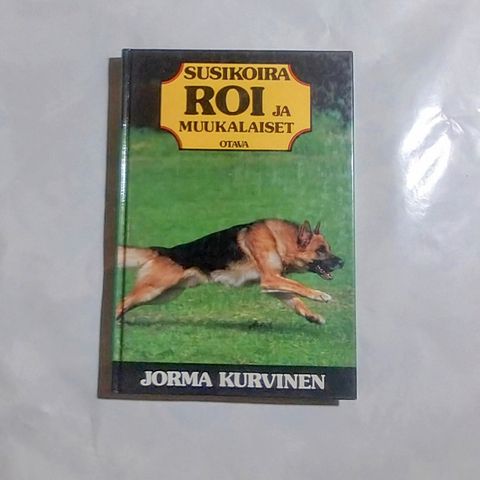 SUSIKOIRA
ROI JA
MUUKALAISET
OTAVA
JORMA KURVINEN